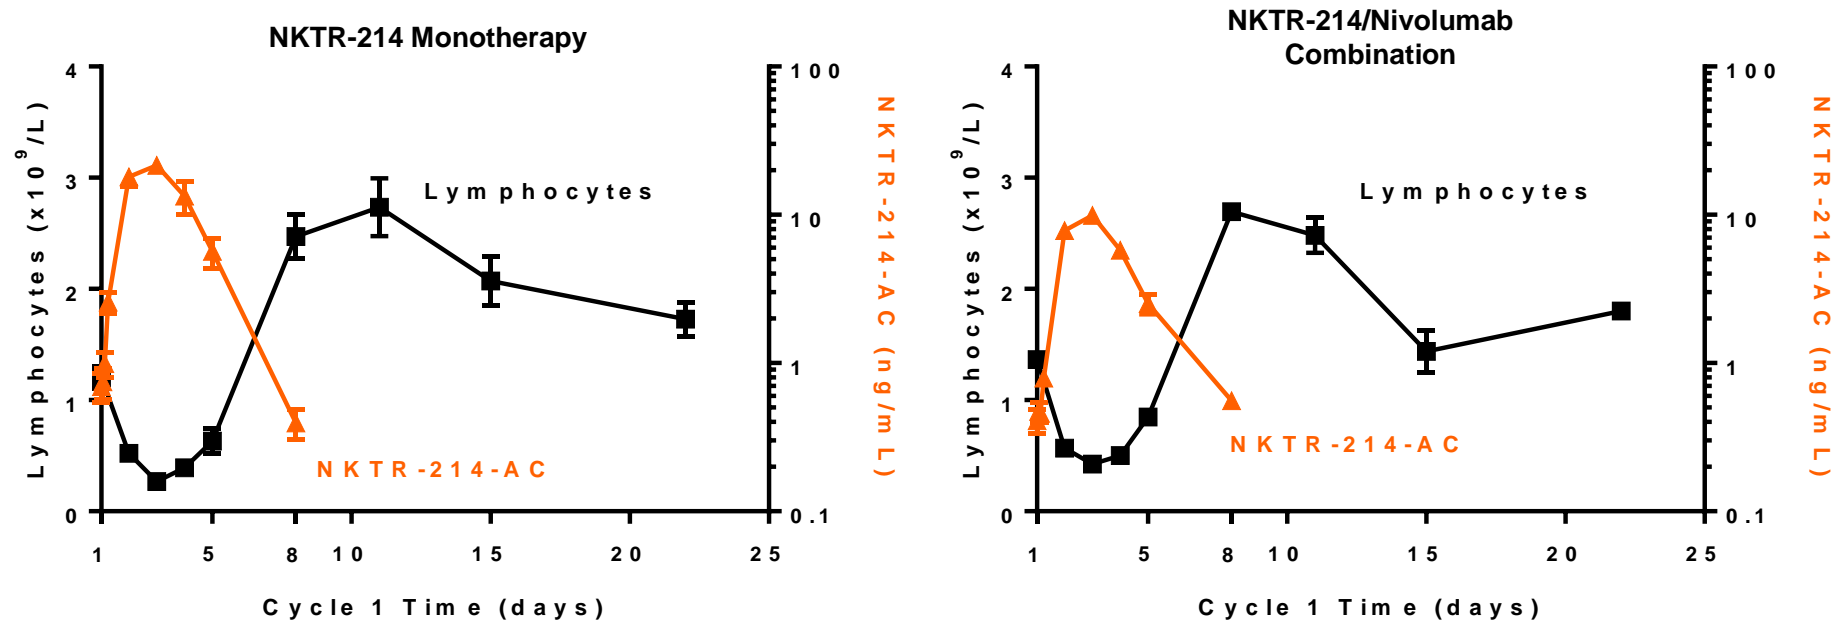 NKTR-214 Monotherapy
4
3
2
1
0
Lymphocytes (x10⁹/L)
100
10
1
0.1
NKTR-214-AC (ng/mL)
Lymphocytes
NKTR-214-AC
1 5 8 10 15 20 25
Cycle 1 Time (days)
NKTR-214/Nivolumab
Combination
4
3
2
1
0
Lymphocytes (x10⁹/L)
100
10
1
0.1
NKTR-214-AC (ng/mL)
Lymphocytes
NKTR-214-AC
1 5 8 10 15 20 25
Cycle 1 Time (days)